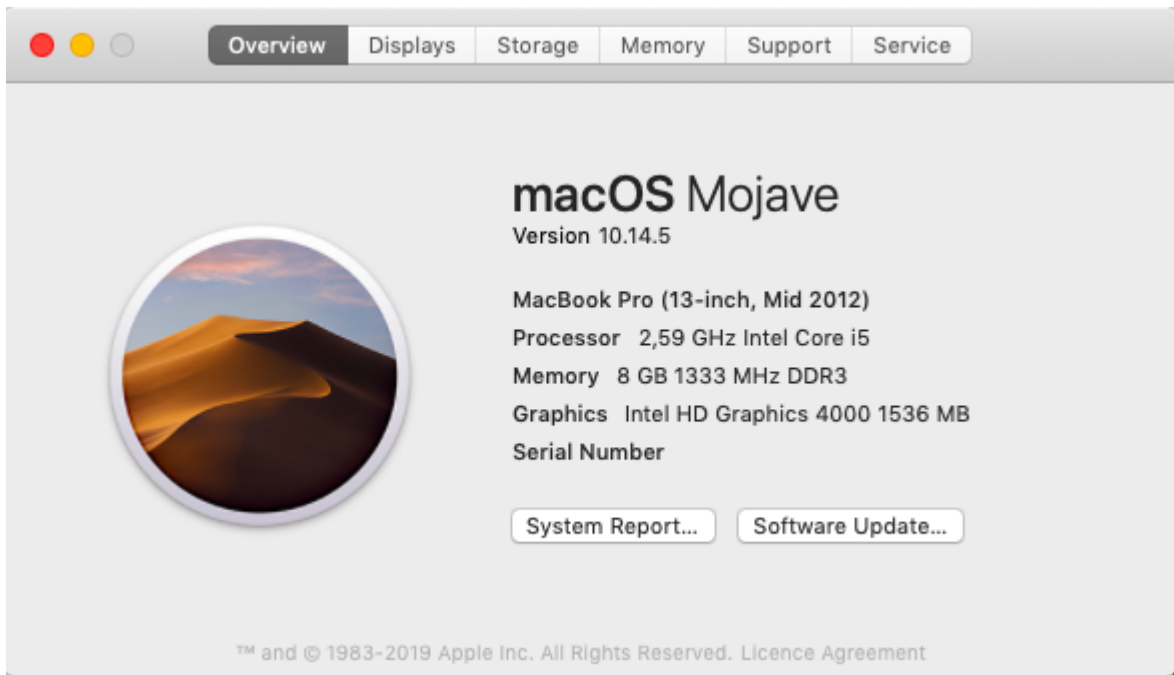 Overview Displays Storage Memory Support Service
macOS Mojave
Version 10.14.5
MacBook Pro (13-inch, Mid 2012)
Processor 2,59 GHz Intel Core i5
Memory 8 GB 1333 MHz DDR3
Graphics Intel HD Graphics 4000 1536 MB
Serial Number
System Report... Software Update...
™ and © 1983-2019 Apple Inc. All Rights Reserved. Licence Agreement